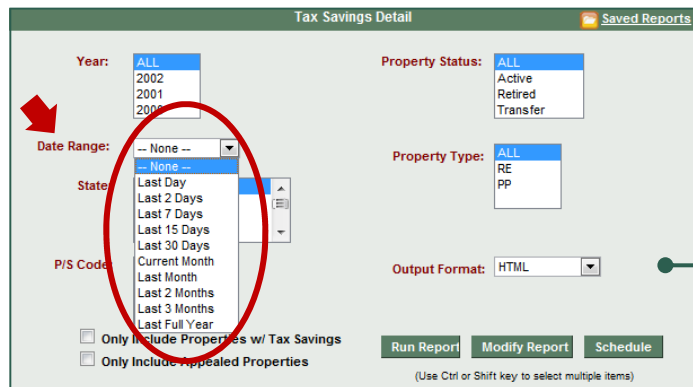 Tax Savings Detail
Saved Reports
Year:
ALL
2002
2001
Property Status:
ALL
Active
Retired
Transfer
Date Range:
-- None --
-- None --
Last Day
Last 2 Days
Last 7 Days
Last 15 Days
Last 30 Days
Current Month
Last Month
Last 2 Months
Last 3 Months
Last Full Year
Property Type:
ALL
RE
PP
State:
P/S Code:
Output Format:
HTML
Only Include Properties w/ Tax Savings
Only Include Appealed Properties
Run Report
Modify Report
Schedule
(Use Ctrl or Shift key to select multiple items)